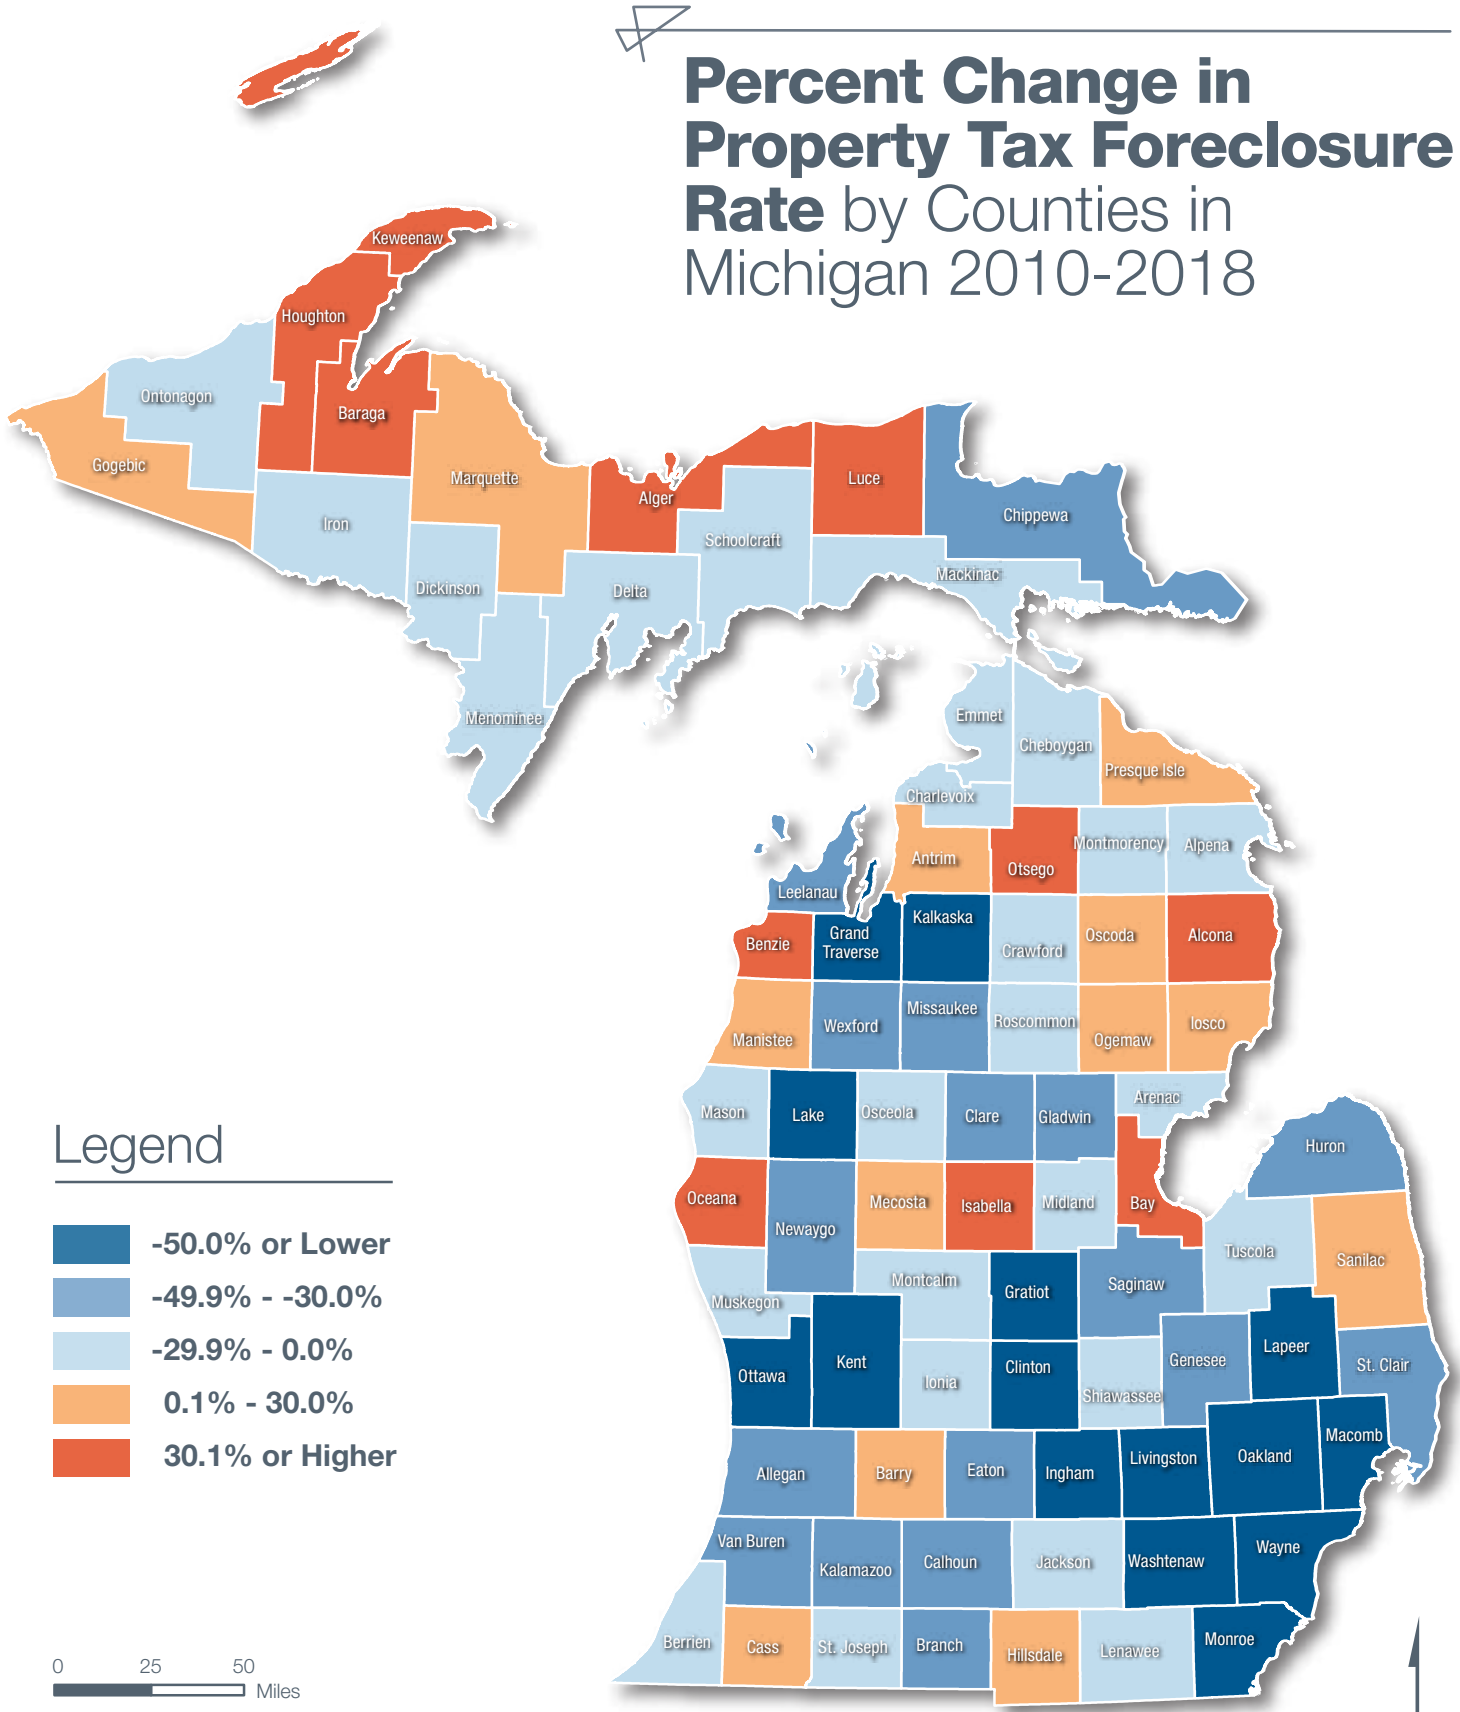 Percent Change in
Property Tax Foreclosure
Rate by Counties in
Michigan 2010-2018
Keweenaw
Houghton
Ontonagon
Baraga
Gogebic
Marquette
Luce
Alger
Chippewa
Iron
Schoolcraft
Mackinac
Dickinson
Delta
Menominee
Emmet
Cheboygan
Presque Isle
Charlevoix
Antrim
Otsego
Montmorency
Alpena
Leelanau
Kalkaska
Grand
Traverse
Benzie
Crawford
Oscoda
Alcona
Manistee
Wexford
Missaukee
Roscommon
Ogemaw
Iosco
Mason
Lake
Osceola
Clare
Gladwin
Arenac
Huron
Oceana
Newaygo
Mecosta
Isabella
Midland
Bay
Tuscola
Sanilac
Muskegon
Montcalm
Gratiot
Saginaw
Ottawa
Kent
Ionia
Clinton
Shiawassee
Genesee
Lapeer
St. Clair
Allegan
Barry
Eaton
Ingham
Livingston
Oakland
Macomb
Van Buren
Kalamazoo
Calhoun
Jackson
Washtenaw
Wayne
Berrien
Cass
St. Joseph
Branch
Hillsdale
Lenawee
Monroe
Legend
-50.0% or Lower
-49.9% - -30.0%
-29.9% - 0.0%
0.1% - 30.0%
30.1% or Higher
0 25 50
Miles